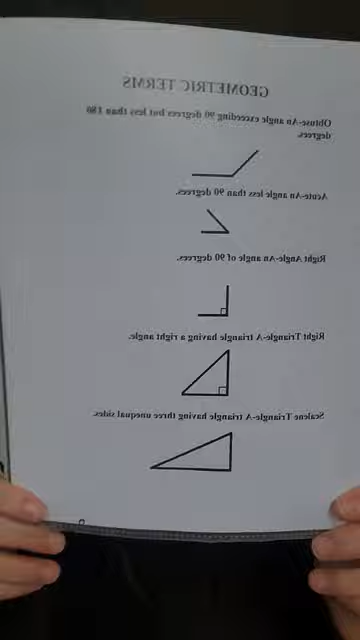 GEOMETRIC TERMS
Obtuse-An angle exceeding 90 degrees but less than 180
degrees.
Acute-An angle less than 90 degrees.
Right Angle-An angle of 90 degrees.
Right Triangle-A triangle having a right angle.
Scalene Triangle-A triangle having three unequal sides.